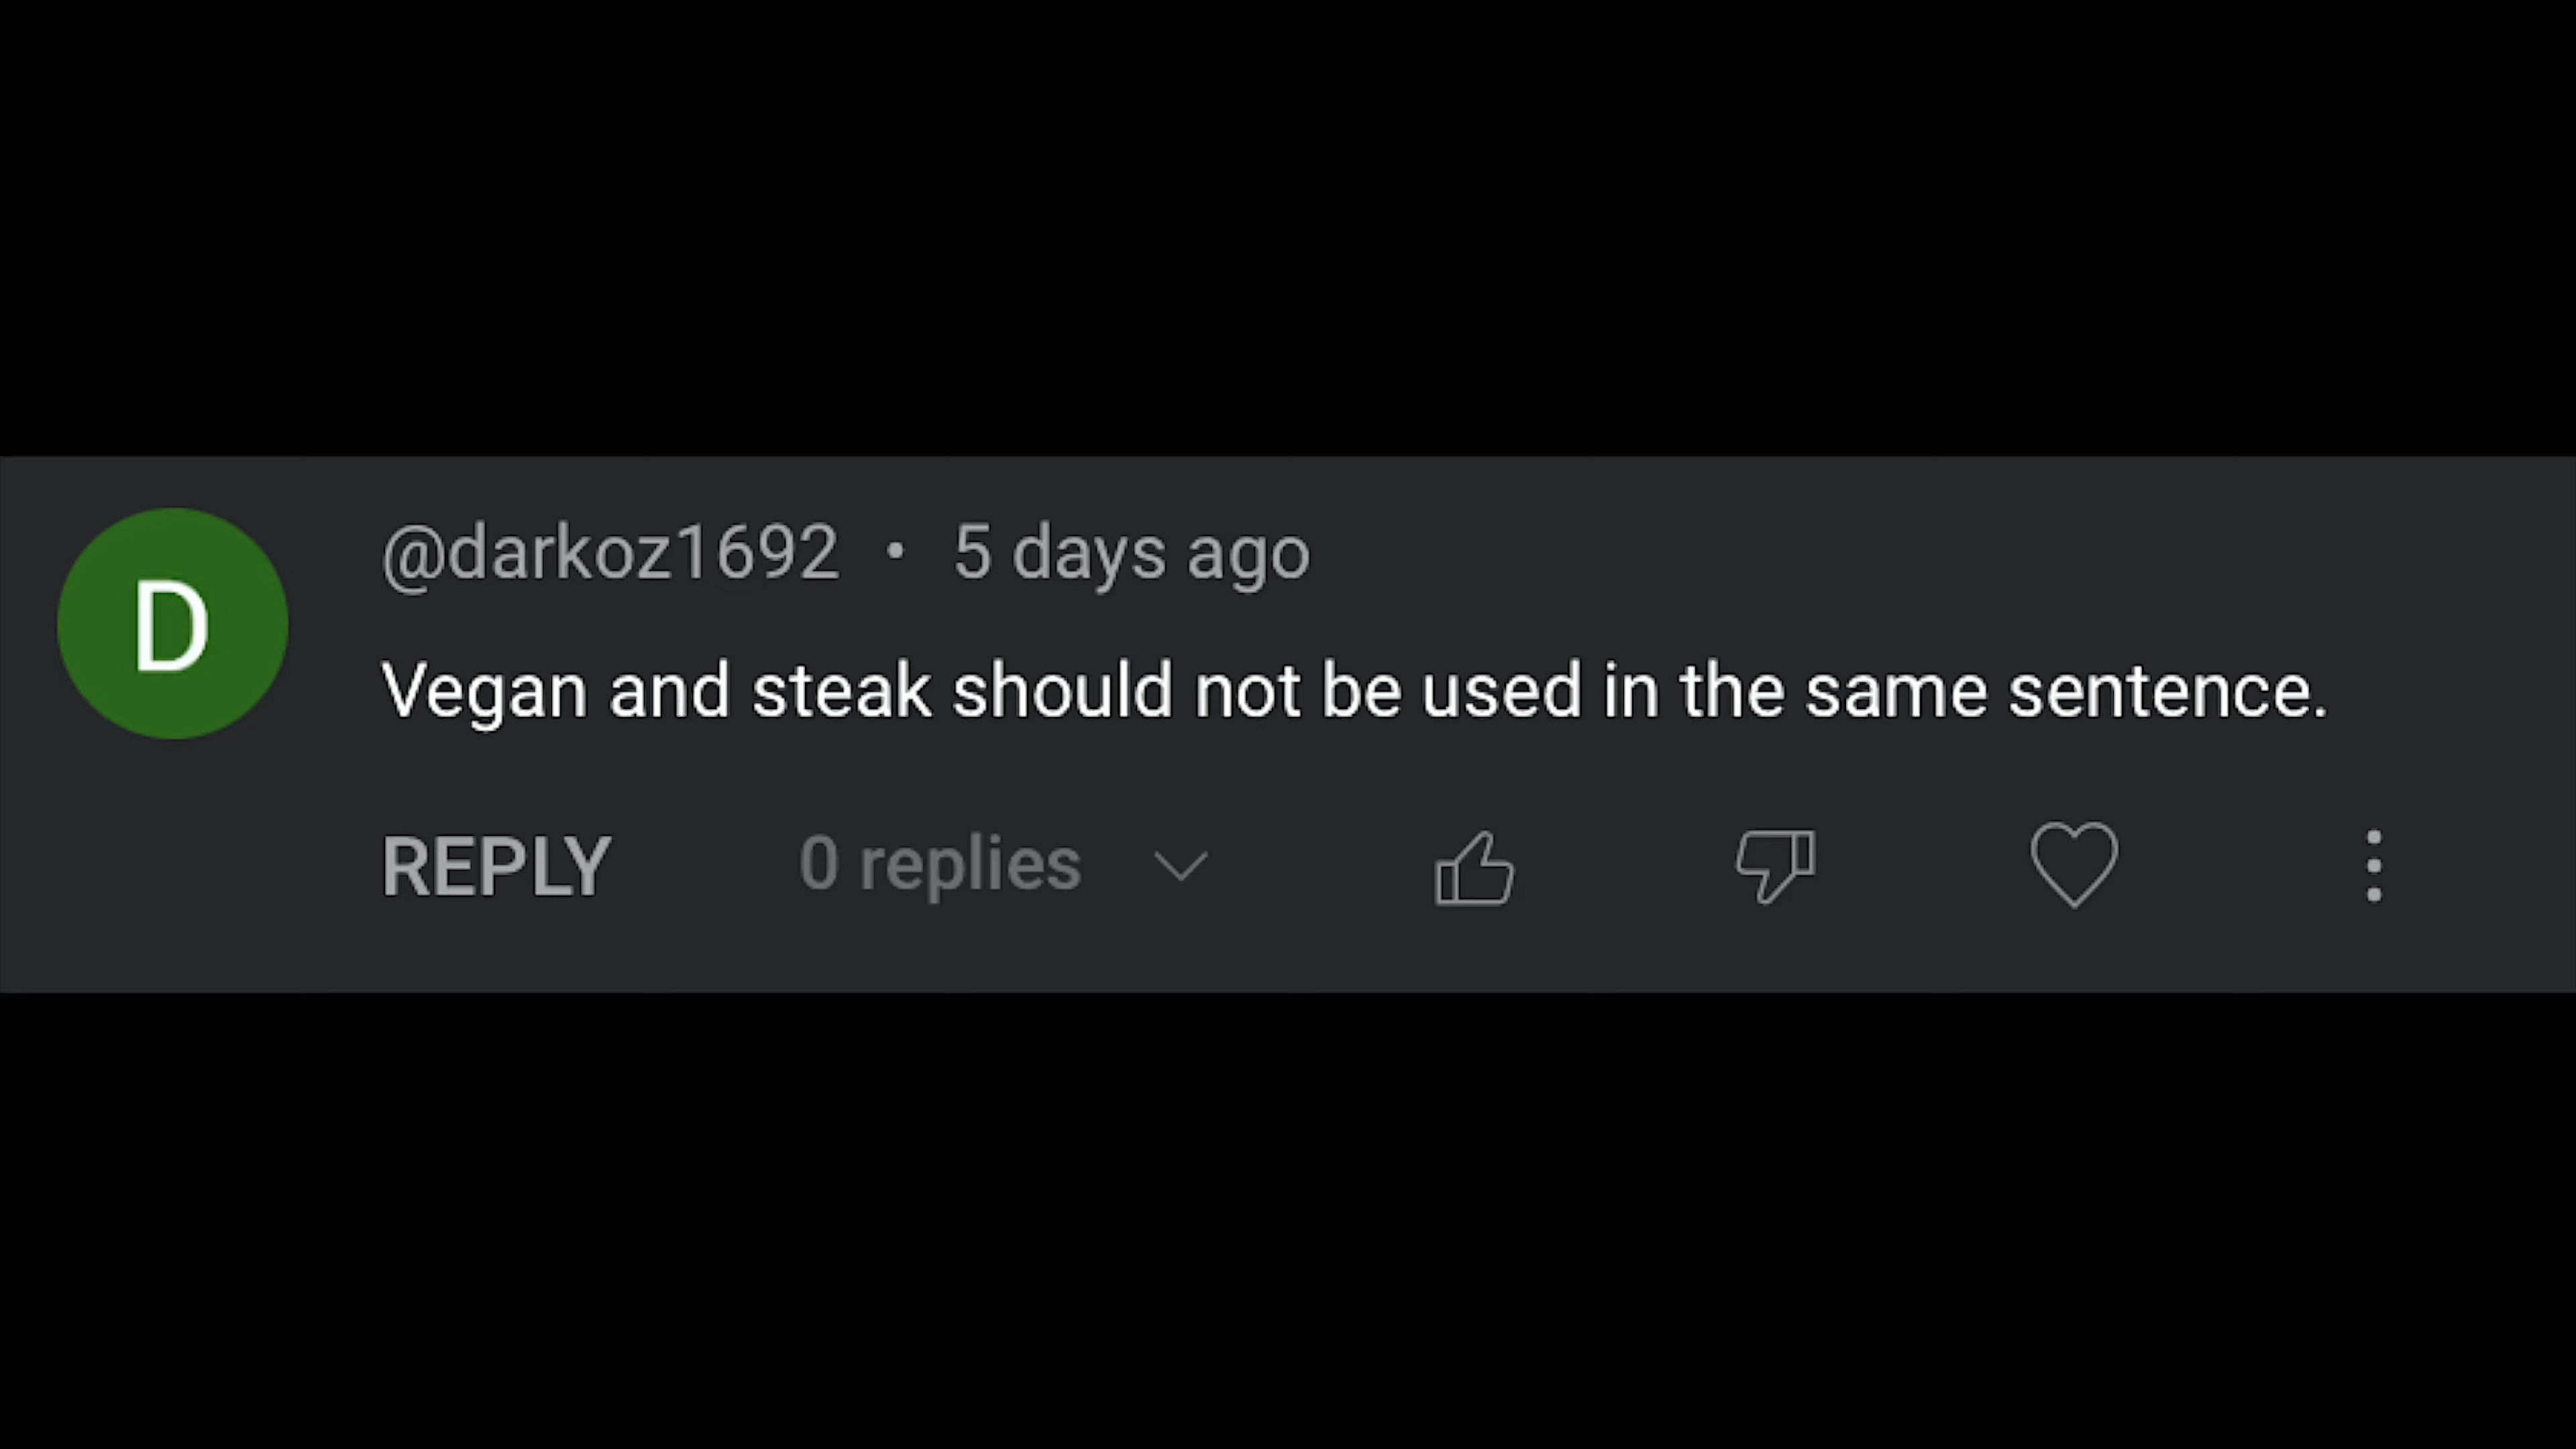 D
@darkoz1692 • 5 days ago
Vegan and steak should not be used in the same sentence.
REPLY 0 replies